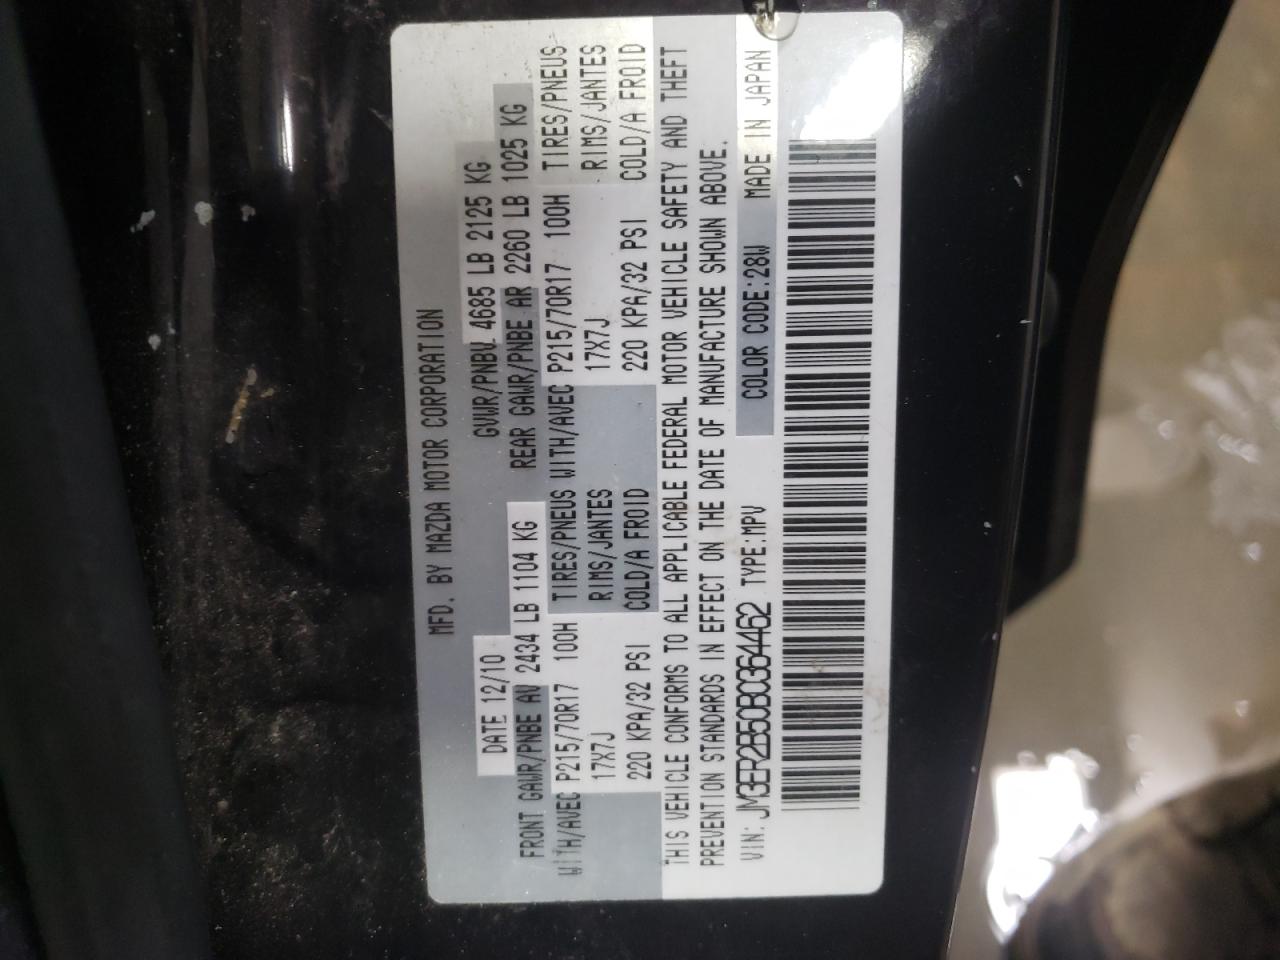 MFD. BY MAZDA MOTOR CORPORATION
DATE 12/10 GVWR/PNBV 4685 LB 2125 KG
FRONT GAWR/PNBE AV 2434 LB 1104 KG REAR GAWR/PNBE AR 2260 LB 1025 KG
WITH/AVEC P215/70R17 100H TIRES/PNEUS WITH/AVEC P215/70R17 100H TIRES/PNEUS
17X7J RIMS/JANTES 17X7J RIMS/JANTES
220 KPA/32 PSI COLD/A FROID 220 KPA/32 PSI COLD/A FROID
THIS VEHICLE CONFORMS TO ALL APPLICABLE FEDERAL MOTOR VEHICLE SAFETY AND THEFT
PREVENTION STANDARDS IN EFFECT ON THE DATE OF MANUFACTURE SHOWN ABOVE.
VIN: JM3ER2B50B0364462 TYPE:MPV COLOR CODE:28W MADE IN JAPAN